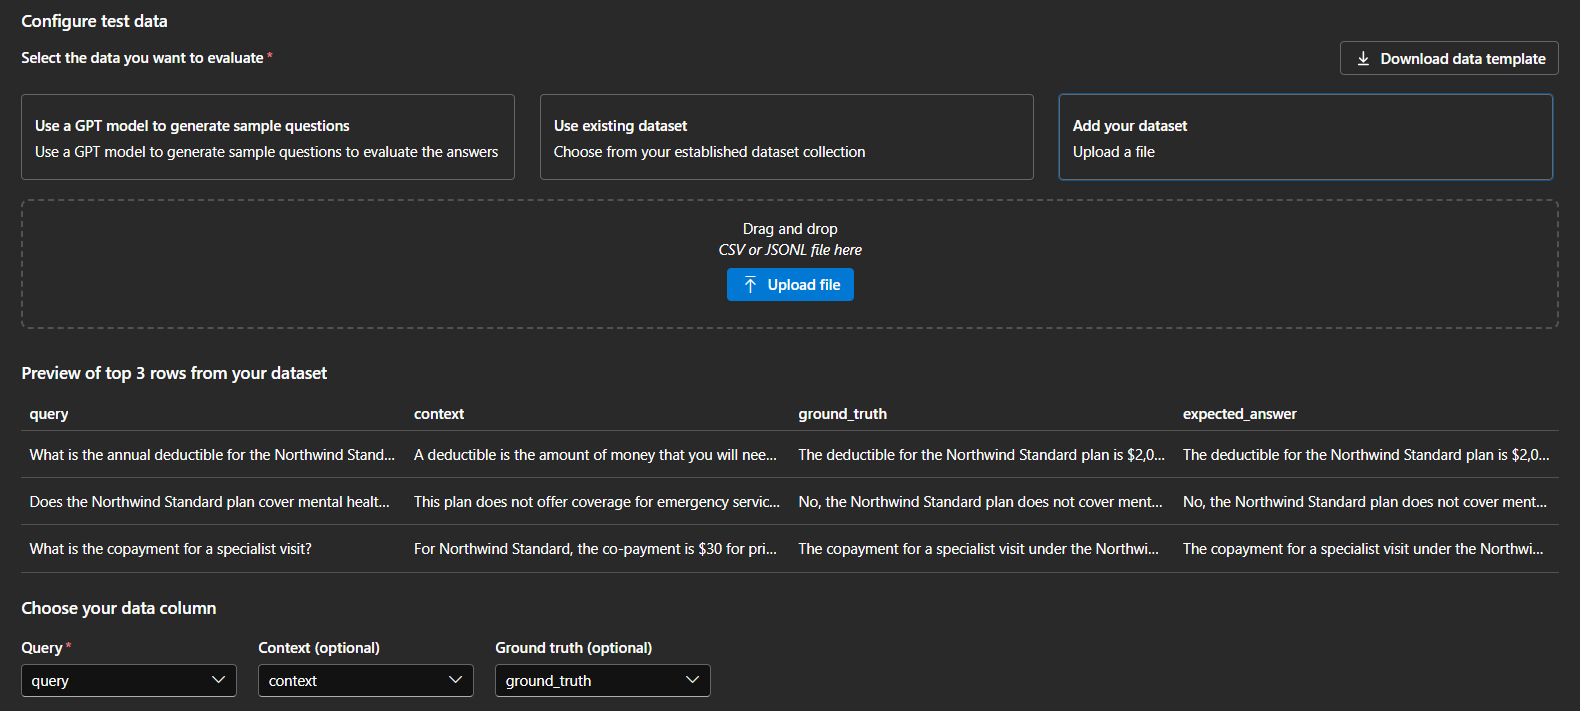 Configure test data
Select the data you want to evaluate *
Download data template
Use a GPT model to generate sample questions
Use a GPT model to generate sample questions to evaluate the answers
Use existing dataset
Choose from your established dataset collection
Add your dataset
Upload a file
Drag and drop
CSV or JSONL file here
Upload file
Preview of top 3 rows from your dataset
query context ground_truth expected_answer
What is the annual deductible for the Northwind Stand... A deductible is the amount of money that you will nee... The deductible for the Northwind Standard plan is $2,0... The deductible for the Northwind Standard plan is $2,0...
Does the Northwind Standard plan cover mental healt... This plan does not offer coverage for emergency servic... No, the Northwind Standard plan does not cover ment... No, the Northwind Standard plan does not cover ment...
What is the copayment for a specialist visit? For Northwind Standard, the co-payment is $30 for pri... The copayment for a specialist visit under the Northwi... The copayment for a specialist visit under the Northwi...
Choose your data column
Query * Context (optional) Ground truth (optional)
query context ground_truth